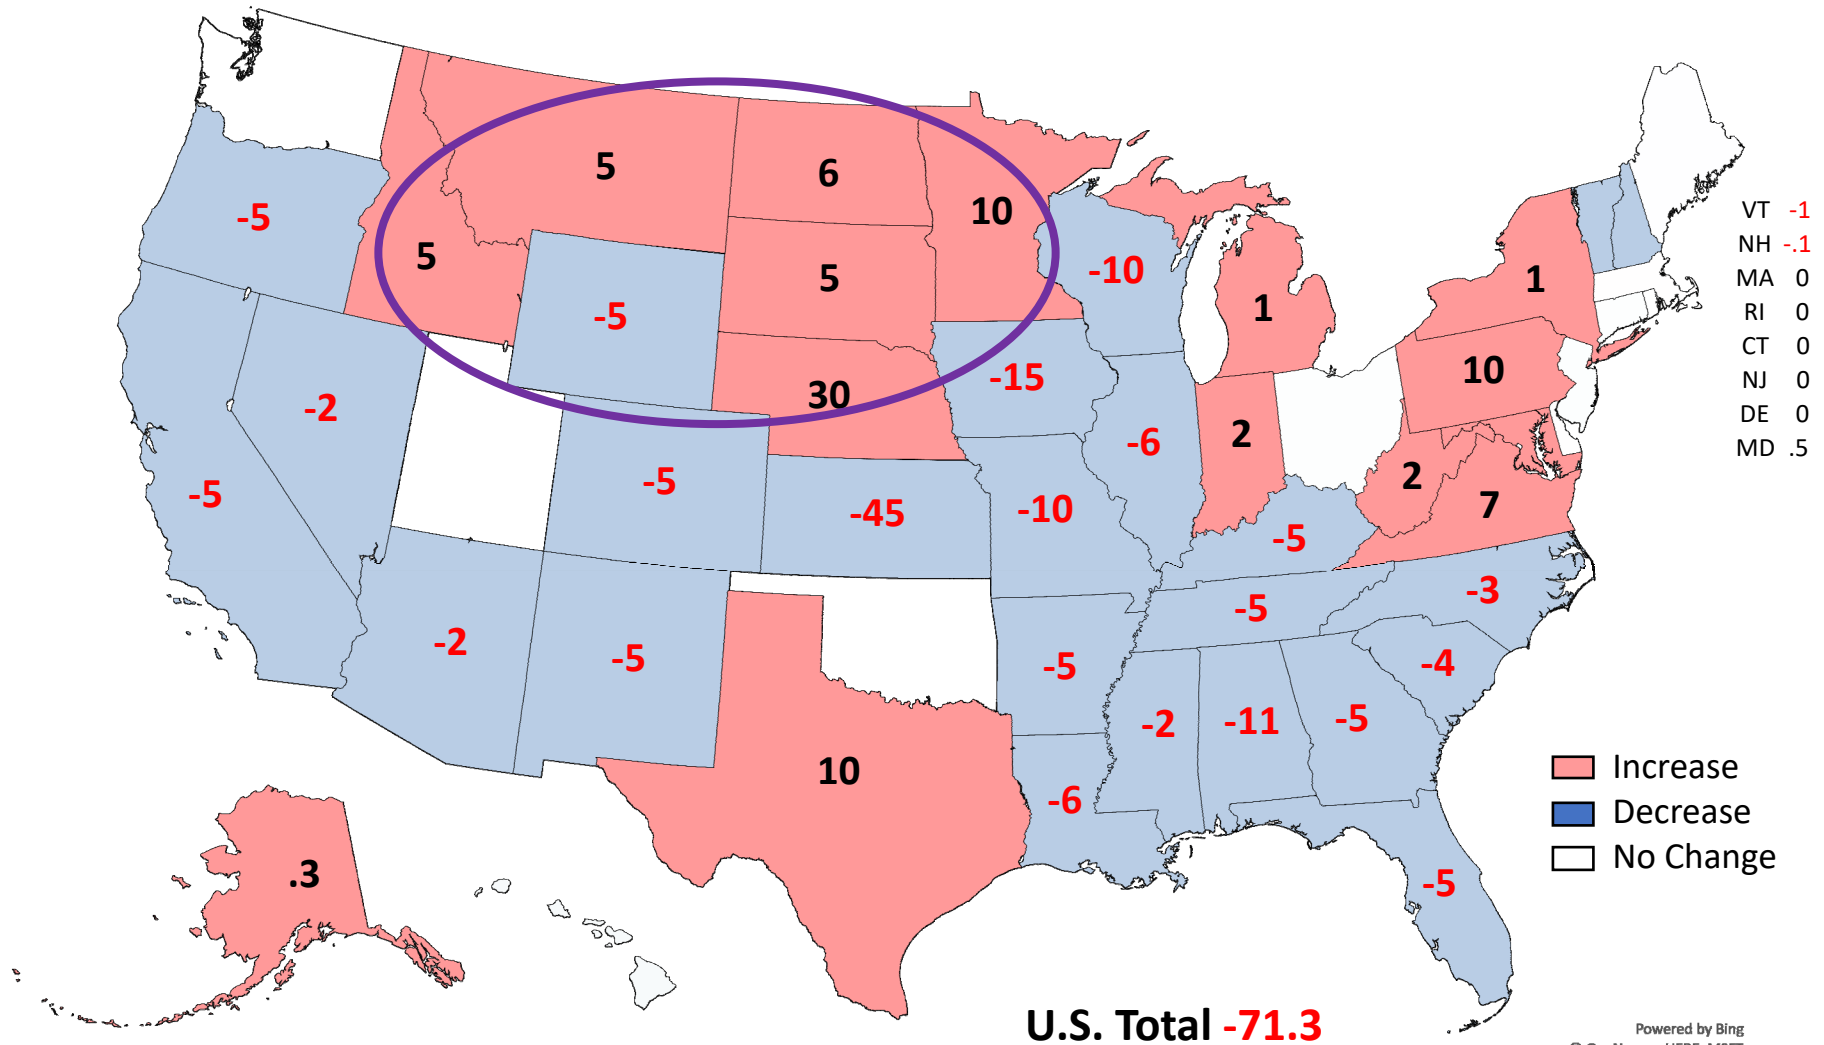 5
6
10
-5
5
5
-10
-5
1
1
30
-15
10
-2
-5
-6
2
2
-5
-45
-10
7
-5
-3
-5
-2
-5
-5
-4
-2
-11
-5
10
-6
.3
-5
VT -1
NH -.1
MA 0
RI 0
CT 0
NJ 0
DE 0
MD .5
Increase
Decrease
No Change
U.S. Total -71.3
Powered by Bing